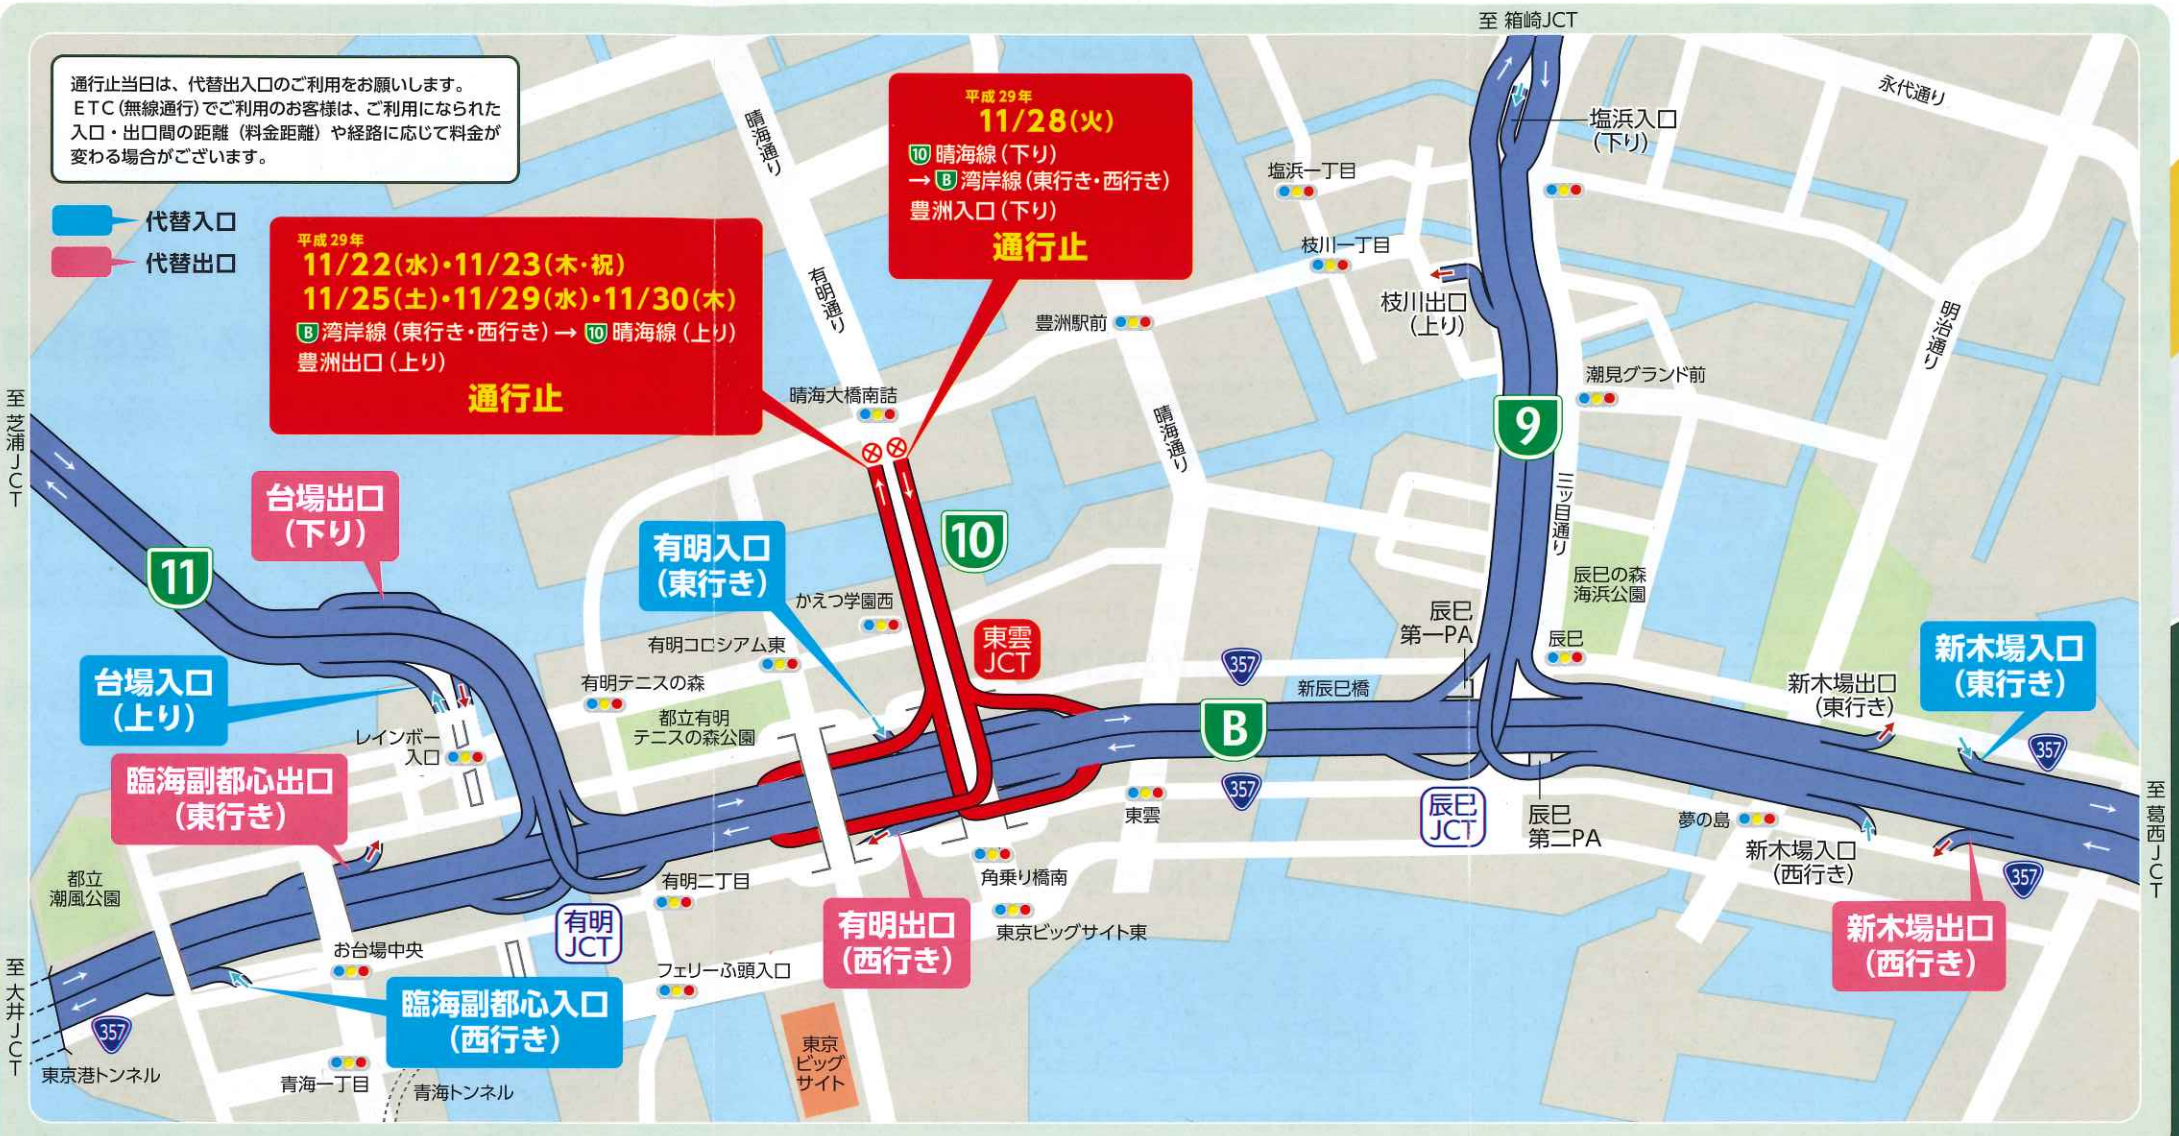 至 箱崎JCT
通行止当日は、代替出入口のご利用をお願いします。
ETC(無線通行)でご利用のお客様は、ご利用になられた
入口・出口間の距離（料金距離）や経路に応じて料金が
変わる場合がございます。
代替入口
代替出口
平成29年
11/22(水)・11/23(木・祝)
11/25(土)・11/29(水)・11/30(木)
B 湾岸線(東行き・西行き)→ 10 晴海線(上り)
豊洲出口(上り)
通行止
平成29年
11/28(火)
10 晴海線(下り)
→ B 湾岸線(東行き・西行き)
豊洲入口(下り)
通行止
晴海通り
有明通り
永代通り
塩浜入口
(下り)
塩浜一丁目
枝川一丁目
枝川出口
(上り)
豊洲駅前
明治通り
潮見グランド前
晴海大橋南詰
晴海通り
9
三ッ目通り
至芝浦JCT
台場出口
(下り)
11
有明入口
(東行き)
10
かえつ学園西
有明コロシアム東
有明テニスの森
都立有明
テニスの森公園
東雲
JCT
辰巳の森
海浜公園
辰巳
第一PA
辰巳
357
新辰巳橋
B
357
新木場出口
(東行き)
新木場入口
(東行き)
357
台場入口
(上り)
レインボー
入口
臨海副都心出口
(東行き)
東雲
辰巳
JCT
辰巳
第二PA
夢の島
新木場入口
(西行き)
至葛西JCT
357
都立
潮風公園
有明二丁目
角乗り橋南
有明
JCT
有明出口
(西行き)
東京ビッグサイト東
新木場出口
(西行き)
お台場中央
フェリーふ頭入口
至大井JCT
臨海副都心入口
(西行き)
357
東京港トンネル
青海一丁目
青海トンネル
東京
ビッグ
サイト